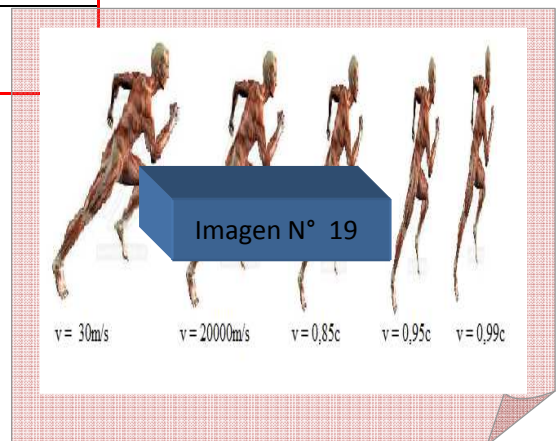 Imagen N° 19
v = 30m/s v = 20000m/s v = 0,85c v = 0,95c v = 0,99c